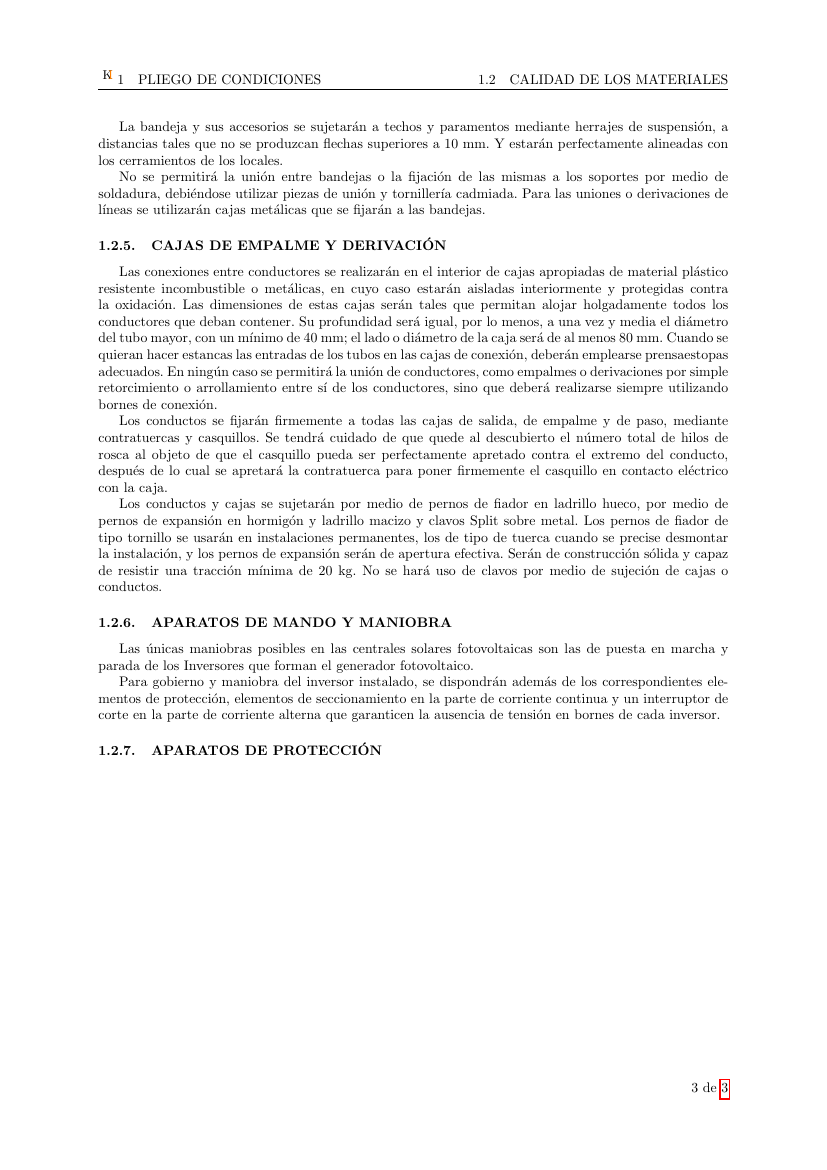 K 1 PLIEGO DE CONDICIONES 1.2 CALIDAD DE LOS MATERIALES
La bandeja y sus accesorios se sujetarán a techos y paramentos mediante herrajes de suspensión, a
distancias tales que no se produzcan flechas superiores a 10 mm. Y estarán perfectamente alineadas con
los cerramientos de los locales.
No se permitirá la unión entre bandejas o la fijación de las mismas a los soportes por medio de
soldadura, debiéndose utilizar piezas de unión y tornillería cadmiada. Para las uniones o derivaciones de
líneas se utilizarán cajas metálicas que se fijarán a las bandejas.
1.2.5. CAJAS DE EMPALME Y DERIVACIÓN
Las conexiones entre conductores se realizarán en el interior de cajas apropiadas de material plástico
resistente incombustible o metálicas, en cuyo caso estarán aisladas interiormente y protegidas contra
la oxidación. Las dimensiones de estas cajas serán tales que permitan alojar holgadamente todos los
conductores que deban contener. Su profundidad será igual, por lo menos, a una vez y media el diámetro
del tubo mayor, con un mínimo de 40 mm; el lado o diámetro de la caja será de al menos 80 mm. Cuando se
quieran hacer estancas las entradas de los tubos en las cajas de conexión, deberán emplearse prensaestopas
adecuados. En ningún caso se permitirá la unión de conductores, como empalmes o derivaciones por simple
retorcimiento o arrollamiento entre sí de los conductores, sino que deberá realizarse siempre utilizando
bornes de conexión.
Los conductos se fijarán firmemente a todas las cajas de salida, de empalme y de paso, mediante
contratuercas y casquillos. Se tendrá cuidado de que quede al descubierto el número total de hilos de
rosca al objeto de que el casquillo pueda ser perfectamente apretado contra el extremo del conducto,
después de lo cual se apretará la contratuerca para poner firmemente el casquillo en contacto eléctrico
con la caja.
Los conductos y cajas se sujetarán por medio de pernos de fiador en ladrillo hueco, por medio de
pernos de expansión en hormigón y ladrillo macizo y clavos Split sobre metal. Los pernos de fiador de
tipo tornillo se usarán en instalaciones permanentes, los de tipo de tuerca cuando se precise desmontar
la instalación, y los pernos de expansión serán de apertura efectiva. Serán de construcción sólida y capaz
de resistir una tracción mínima de 20 kg. No se hará uso de clavos por medio de sujeción de cajas o
conductos.
1.2.6. APARATOS DE MANDO Y MANIOBRA
Las únicas maniobras posibles en las centrales solares fotovoltaicas son las de puesta en marcha y
parada de los Inversores que forman el generador fotovoltaico.
Para gobierno y maniobra del inversor instalado, se dispondrán además de los correspondientes ele-
mentos de protección, elementos de seccionamiento en la parte de corriente continua y un interruptor de
corte en la parte de corriente alterna que garanticen la ausencia de tensión en bornes de cada inversor.
1.2.7. APARATOS DE PROTECCIÓN
3 de 3